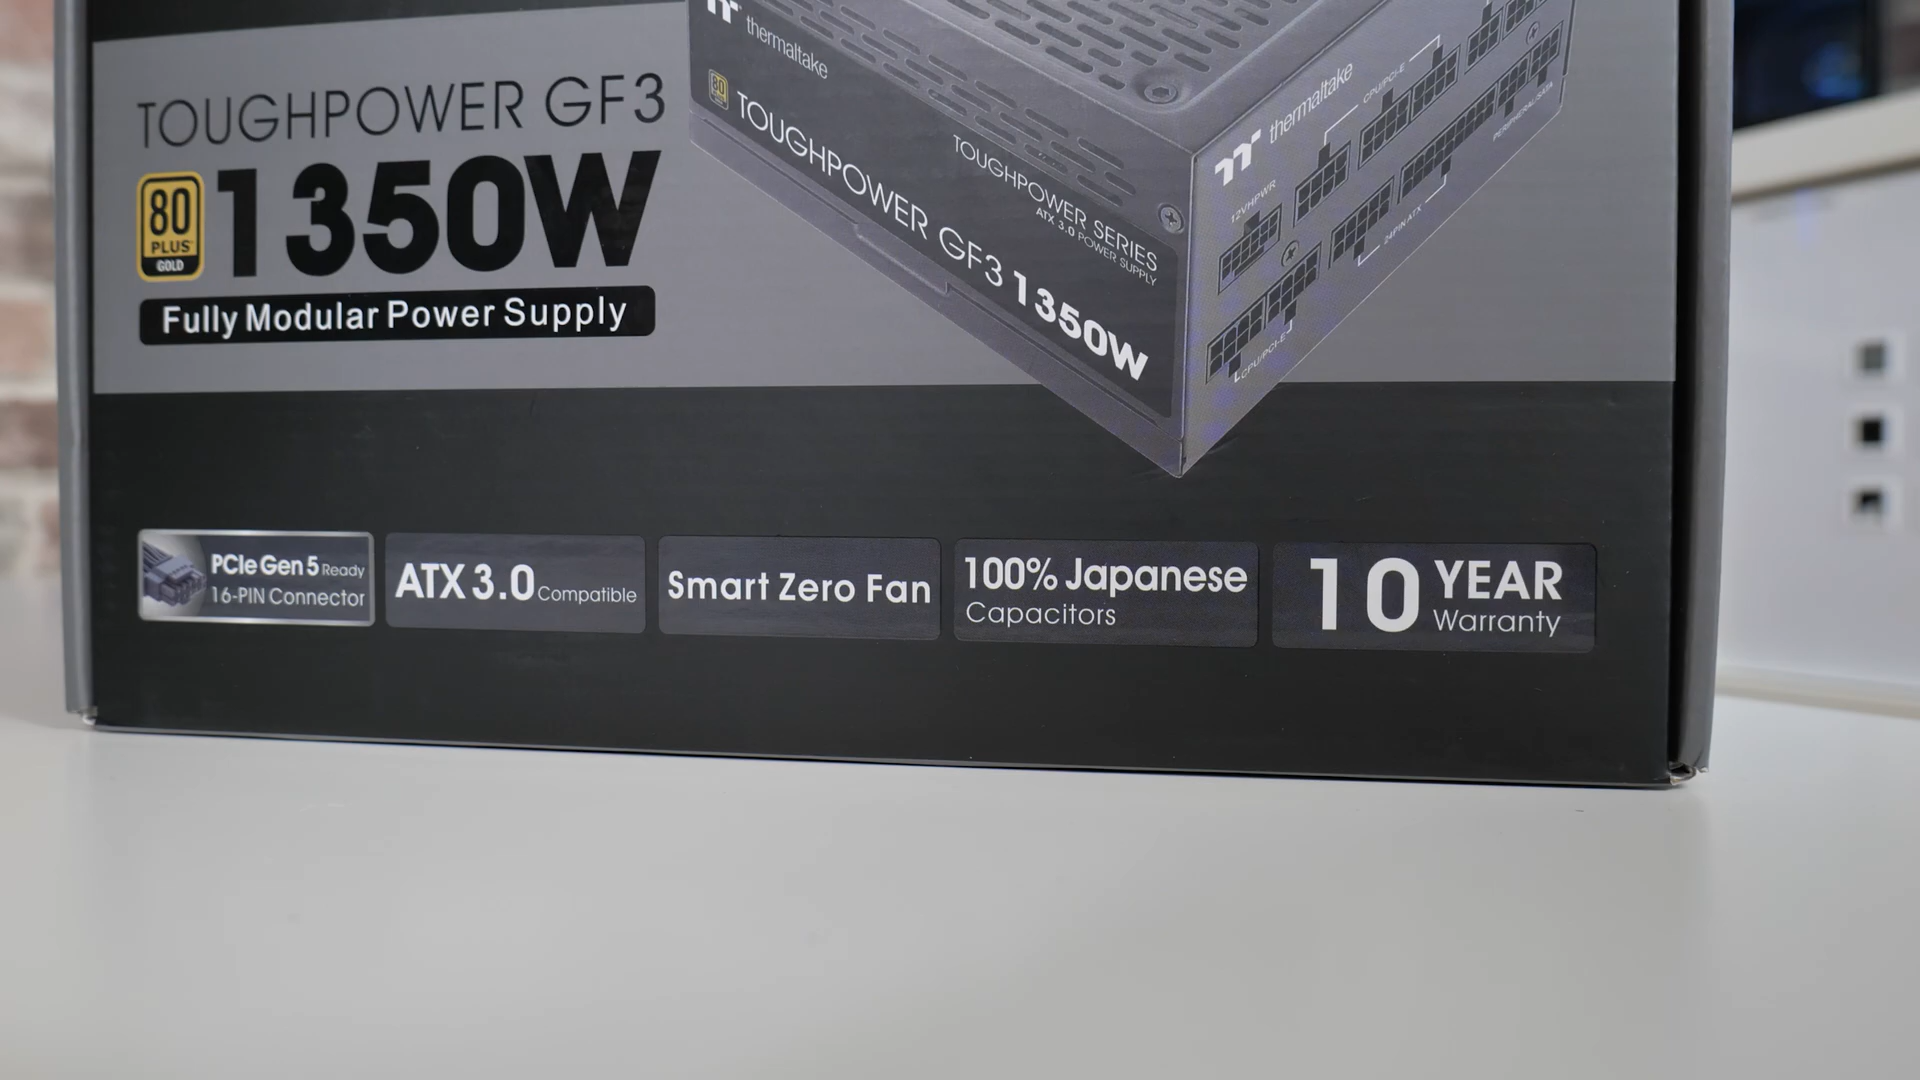 TOUGHPOWER GF3
80 PLUS GOLD
1350W
Fully Modular Power Supply
thermaltake
80
TOUGHPOWER GF3 1350W
TOUGHPOWER SERIES
ATX 3.0 POWER SUPPLY
thermaltake
CPU/PCI-E
12VHPWR
PERIPHERAL/SATA
24PIN ATX
CPU/PCI-E
PCIe Gen 5 Ready
16-PIN Connector
ATX 3.0 Compatible
Smart Zero Fan
100% Japanese
Capacitors
10 YEAR
Warranty